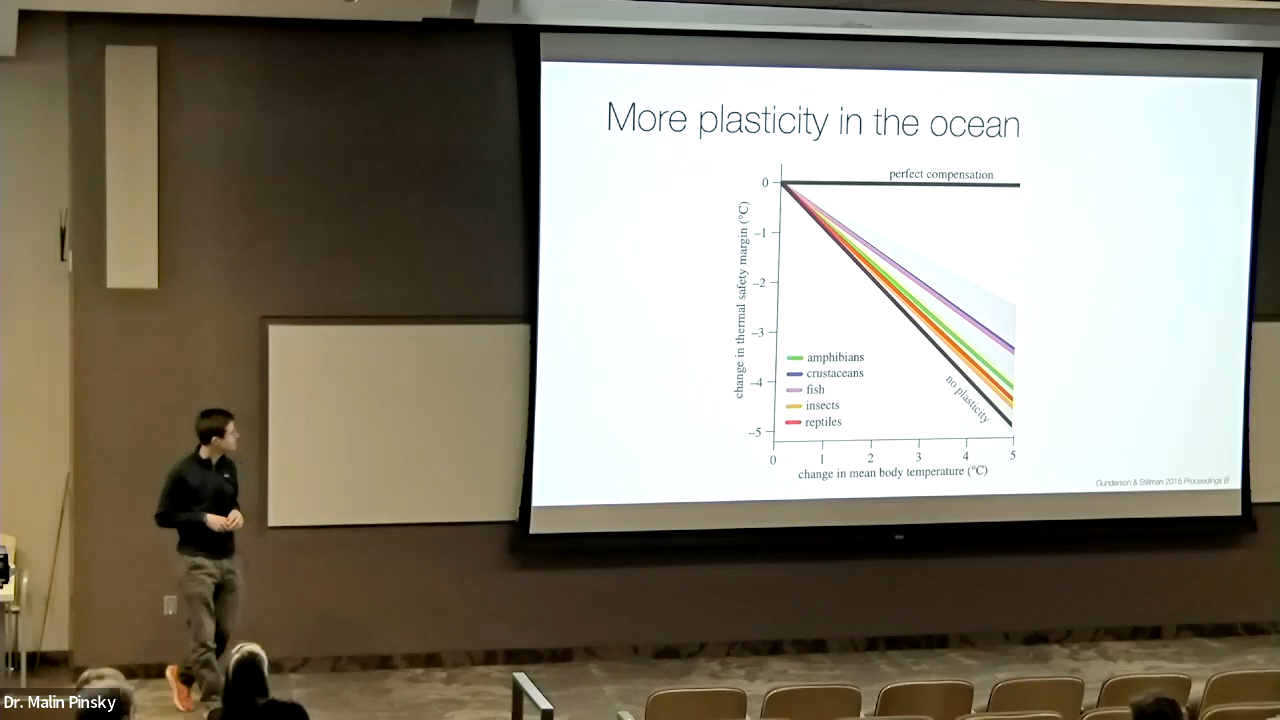 More plasticity in the ocean
perfect compensation
0
−1
−2
−3
−4
−5
change in thermal safety margin (°C)
amphibians
crustaceans
fish
insects
reptiles
no plasticity
0 1 2 3 4 5
change in mean body temperature (°C)
Gunderson & Stillman 2015 Proceedings B
Dr. Malin Pinsky